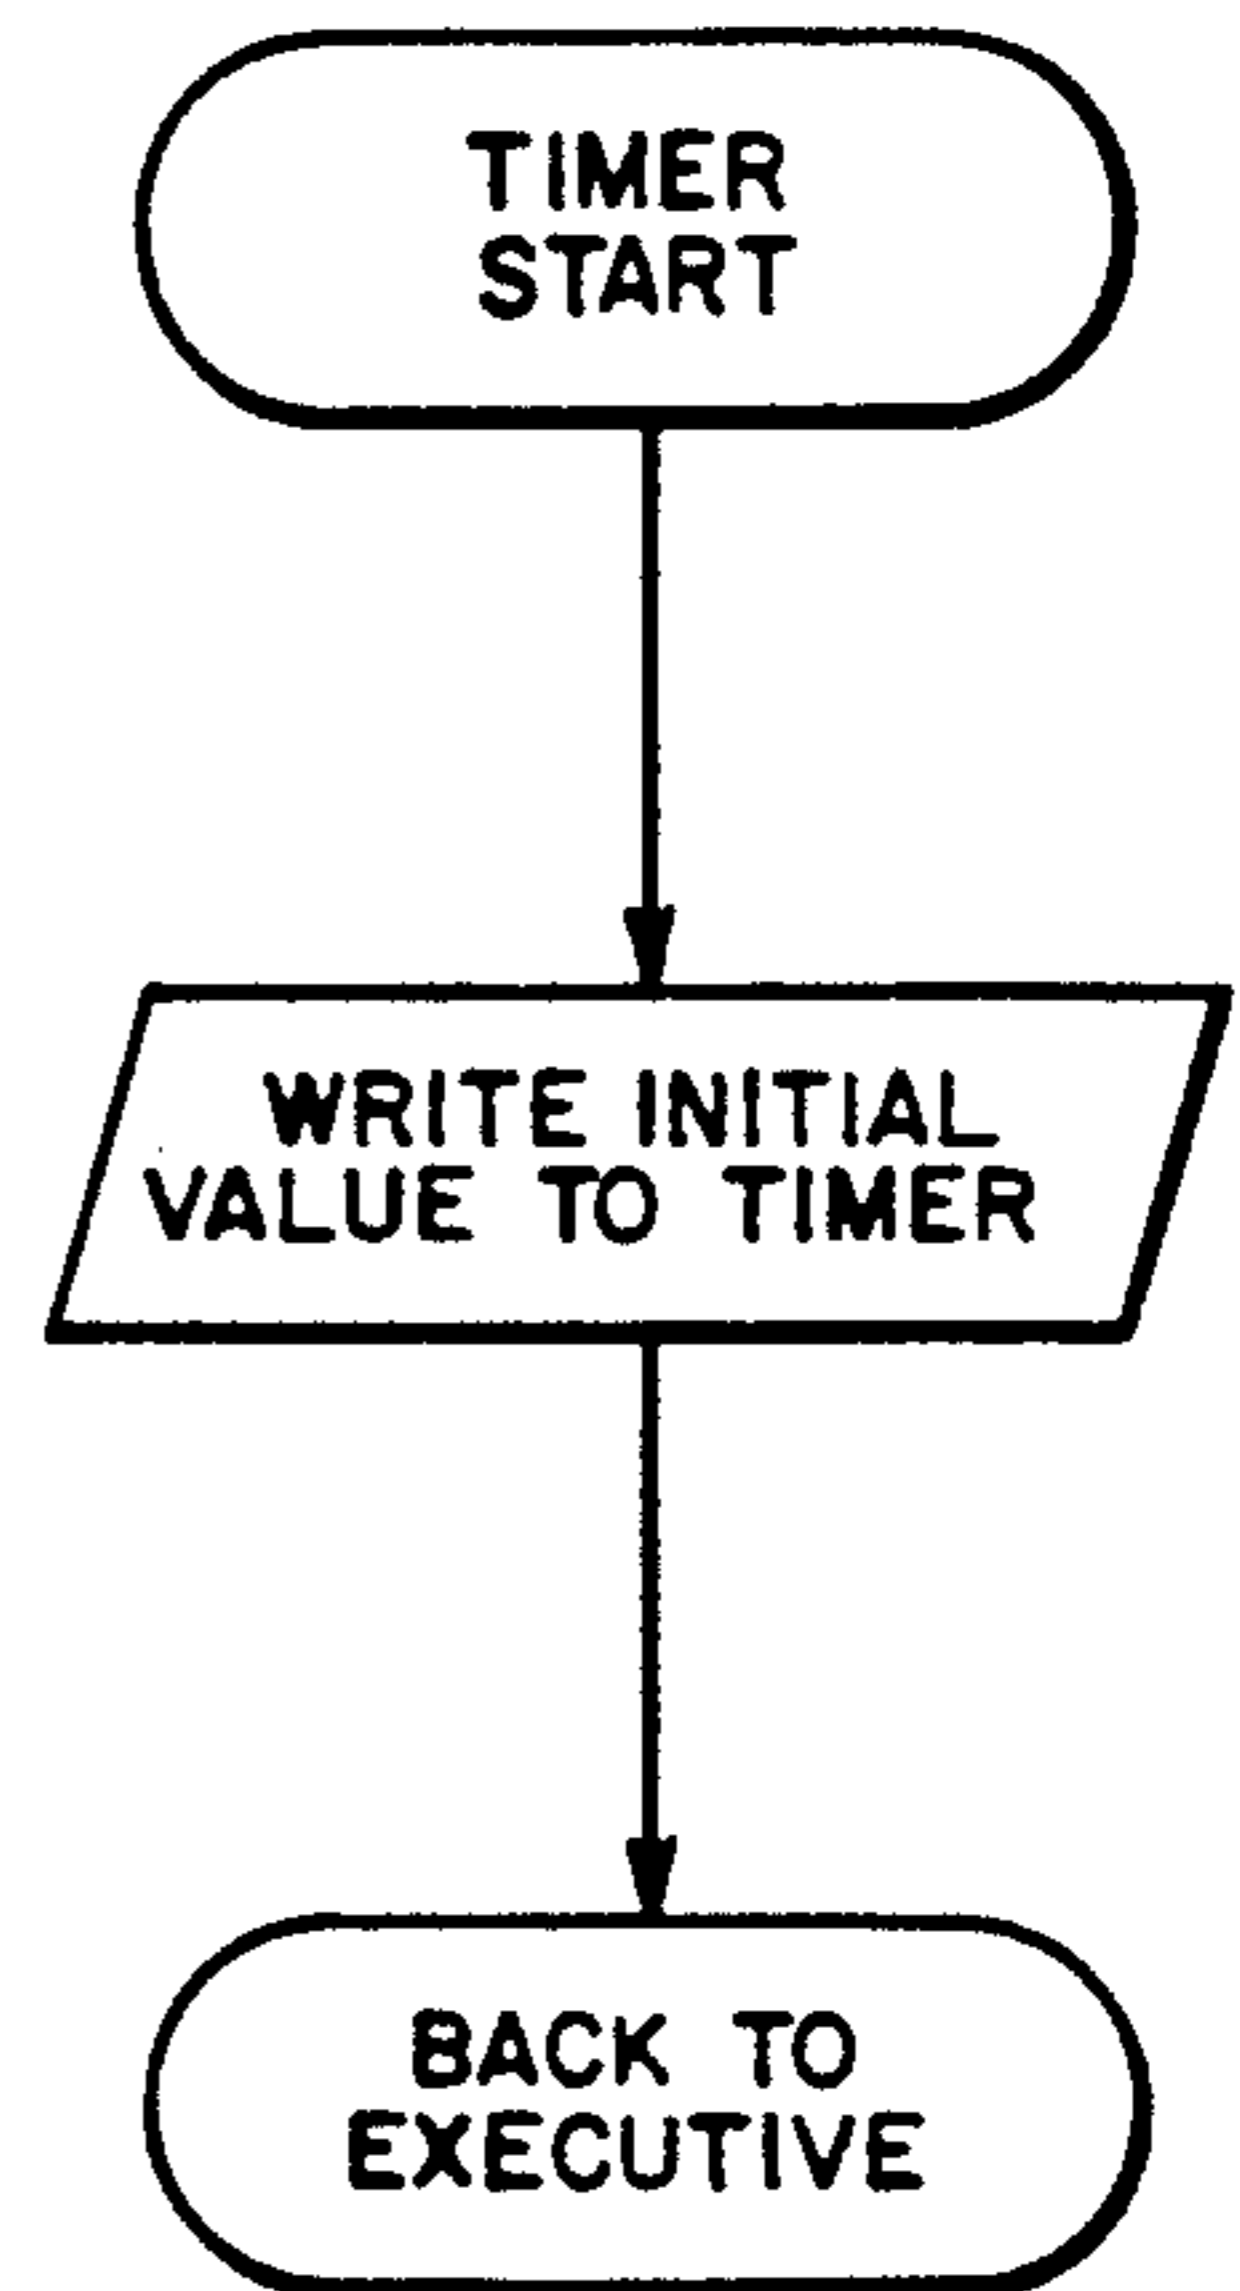 TIMER
START
WRITE INITIAL
VALUE TO TIMER
BACK TO
EXECUTIVE